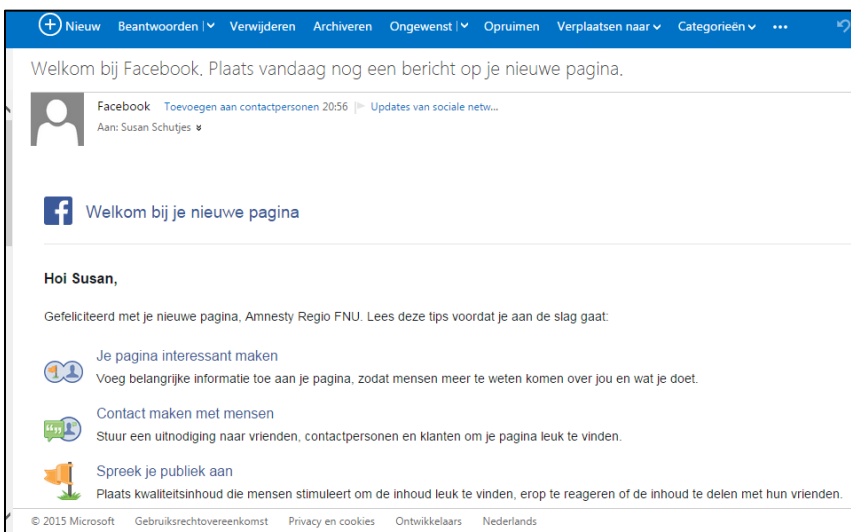 Nieuw Beantwoorden Verwijderen Archiveren Ongewenst Opruimen Verplaatsen naar Categorieën ...
Welkom bij Facebook. Plaats vandaag nog een bericht op je nieuwe pagina.
Facebook Toevoegen aan contactpersonen 20:56 Updates van sociale netw...
Aan: Susan Schutjes
f Welkom bij je nieuwe pagina
Hoi Susan,
Gefeliciteerd met je nieuwe pagina, Amnesty Regio FNU. Lees deze tips voordat je aan de slag gaat:
Je pagina interessant maken
Voeg belangrijke informatie toe aan je pagina, zodat mensen meer te weten komen over jou en wat je doet.
Contact maken met mensen
Stuur een uitnodiging naar vrienden, contactpersonen en klanten om je pagina leuk te vinden.
Spreek je publiek aan
Plaats kwaliteitsinhoud die mensen stimuleert om de inhoud leuk te vinden, erop te reageren of de inhoud te delen met hun vrienden.
© 2015 Microsoft Gebruiksrechtovereenkomst Privacy en cookies Ontwikkelaars Nederlands